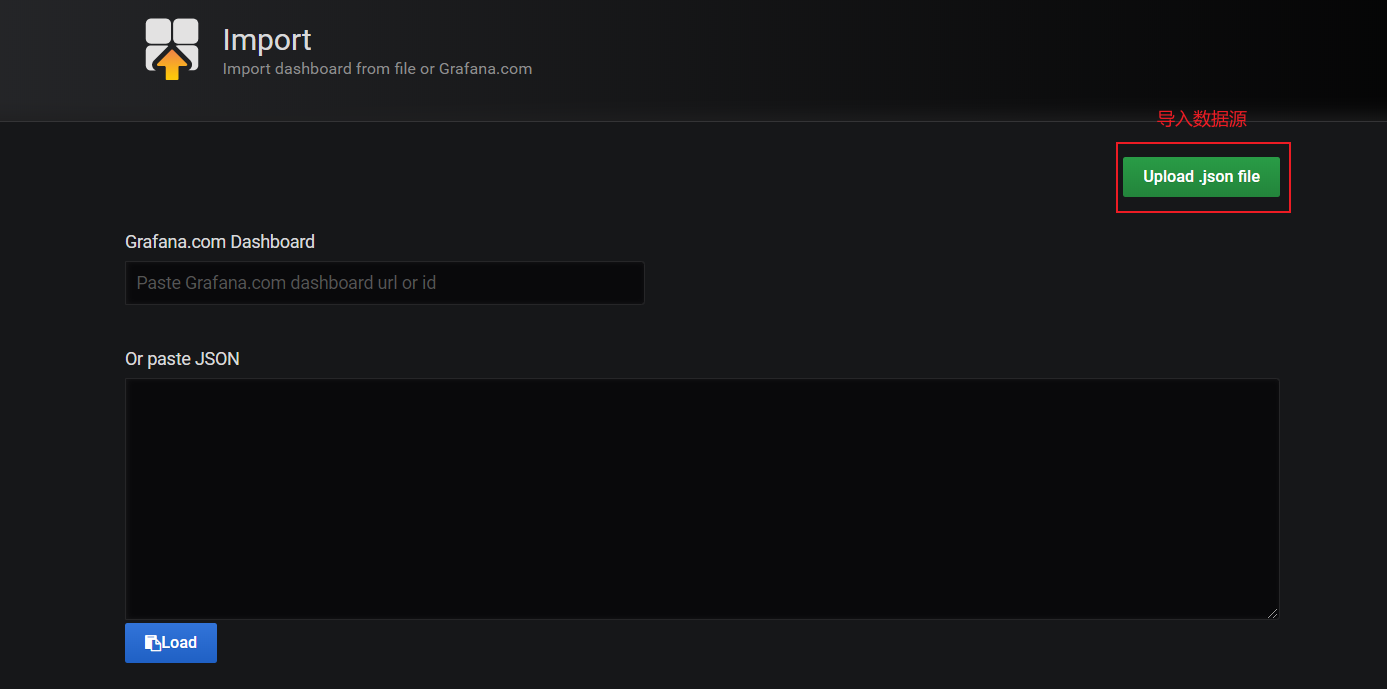 Import
Import dashboard from file or Grafana.com
导入数据源
Upload .json file
Grafana.com Dashboard
Paste Grafana.com dashboard url or id
Or paste JSON
Load